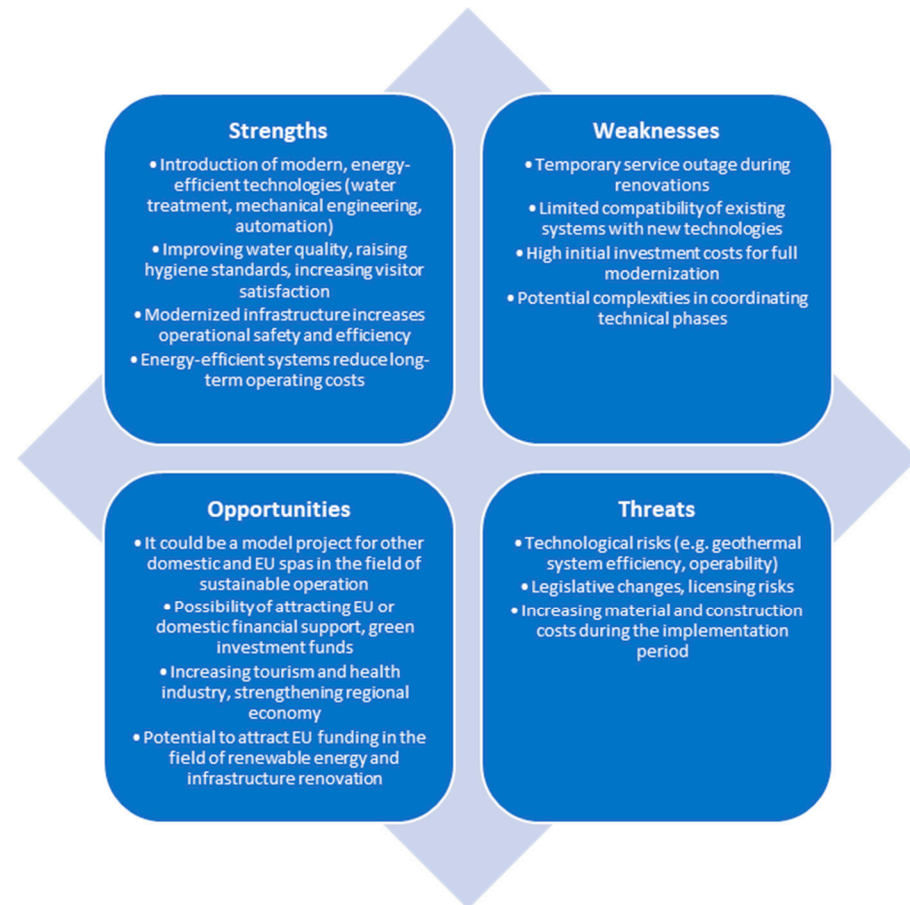 Strengths
• Introduction of modern, energy-
efficient technologies (water
treatment, mechanical engineering,
automation)
• Improving water quality, raising
hygiene standards, increasing visitor
satisfaction
• Modernized infrastructure increases
operational safety and efficiency
• Energy-efficient systems reduce long-
term operating costs
Weaknesses
• Temporary service outage during
renovations
• Limited compatibility of existing
systems with new technologies
• High initial investment costs for full
modernization
• Potential complexities in coordinating
technical phases
Opportunities
• It could be a model project for other
domestic and EU spas in the field of
sustainable operation
• Possibility of attracting EU or
domestic financial support, green
investment funds
• Increasing tourism and health
industry, strengthening regional
economy
• Potential to attract EU funding in the
field of renewable energy and
infrastructure renovation
Threats
• Technological risks (e.g. geothermal
system efficiency, operability)
• Legislative changes, licensing risks
• Increasing material and construction
costs during the implementation
period